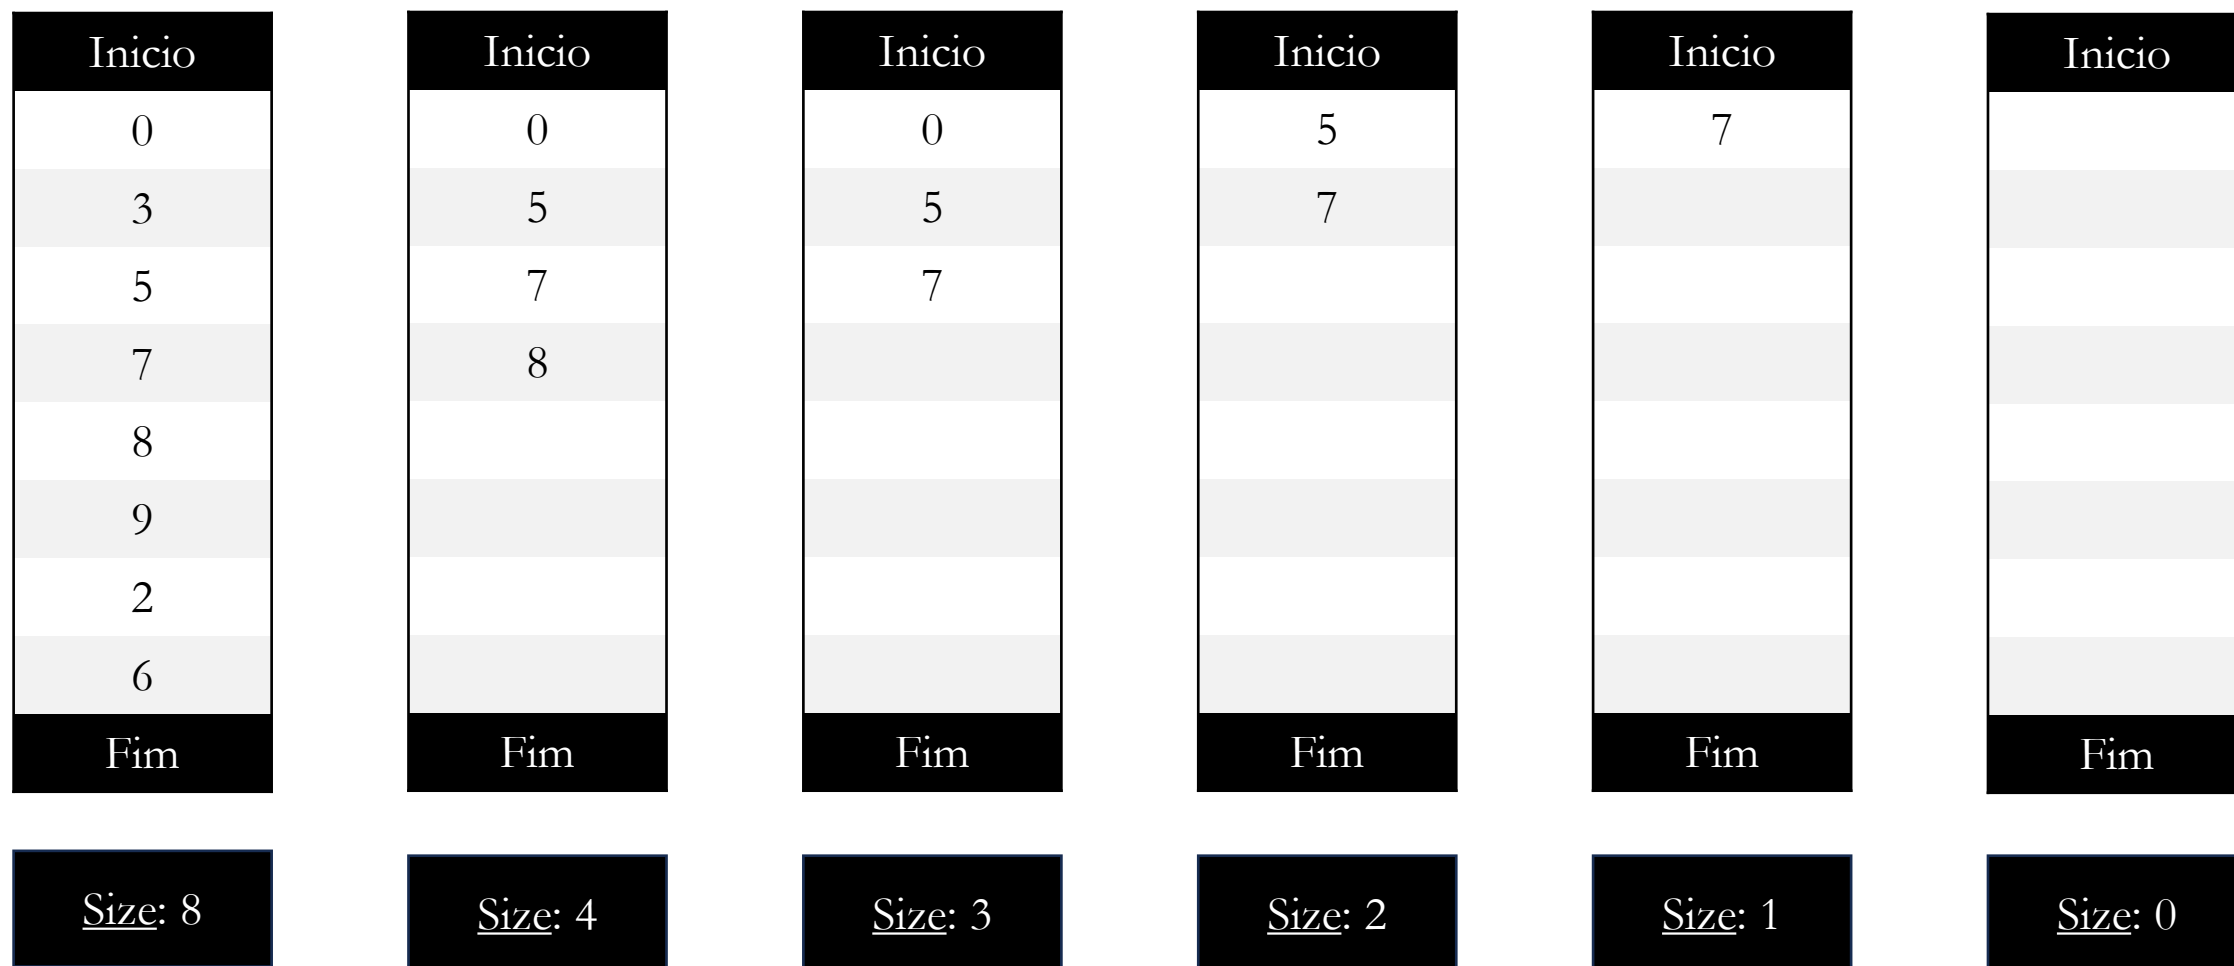 Inicio
0
3
5
7
8
9
2
6
Fim
Size: 8
Inicio
0
5
7
8
Fim
Size: 4
Inicio
0
5
7
Fim
Size: 3
Inicio
5
7
Fim
Size: 2
Inicio
7
Fim
Size: 1
Inicio
Fim
Size: 0